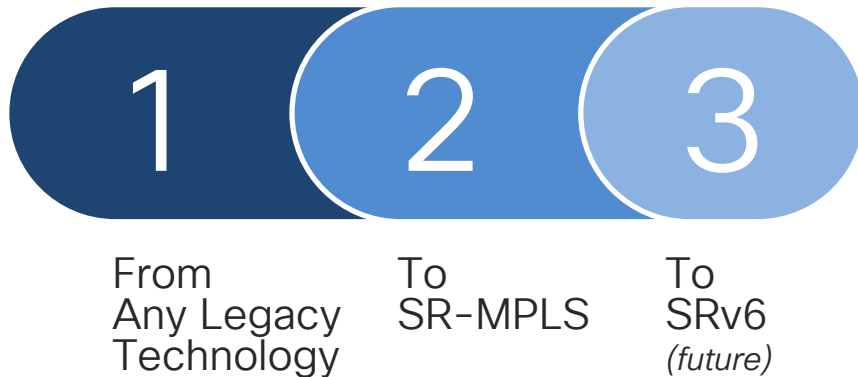 1 2 3
From To To
Any Legacy SR-MPLS SRv6
Technology (future)